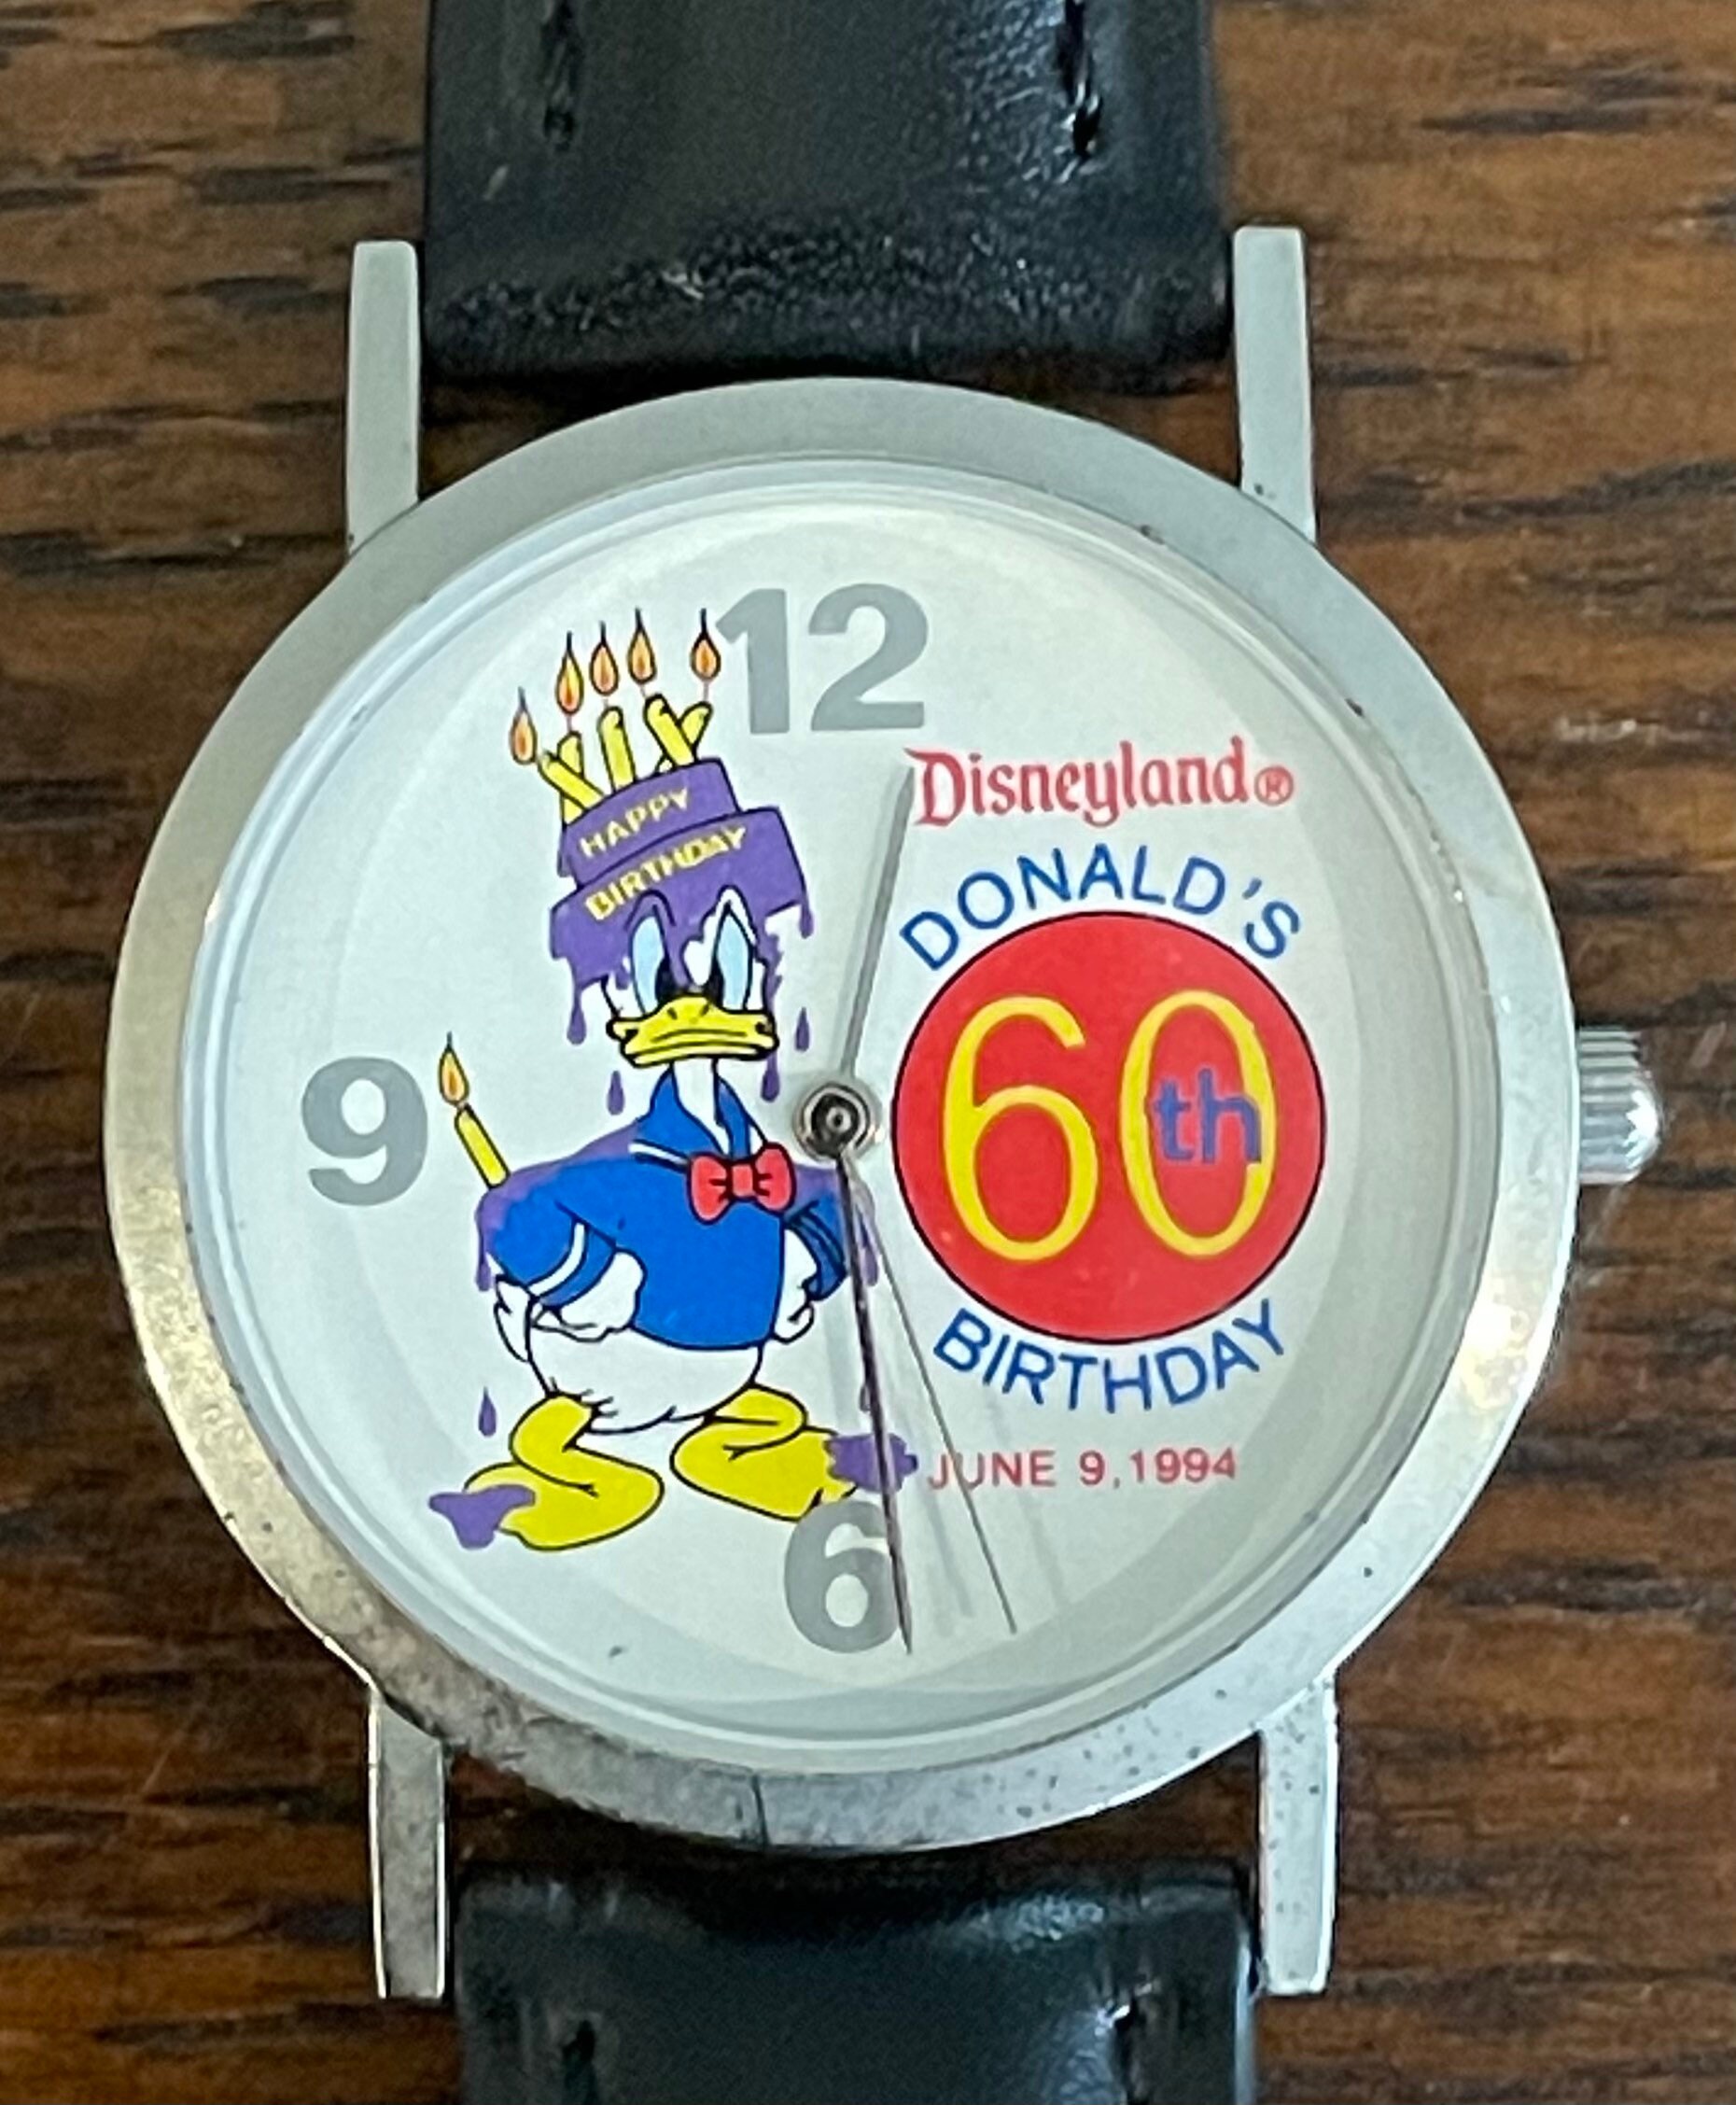 12
Disneyland®
HAPPY
BIRTHDAY
DONALD'S
60th
9
BIRTHDAY
JUNE 9, 1994
6